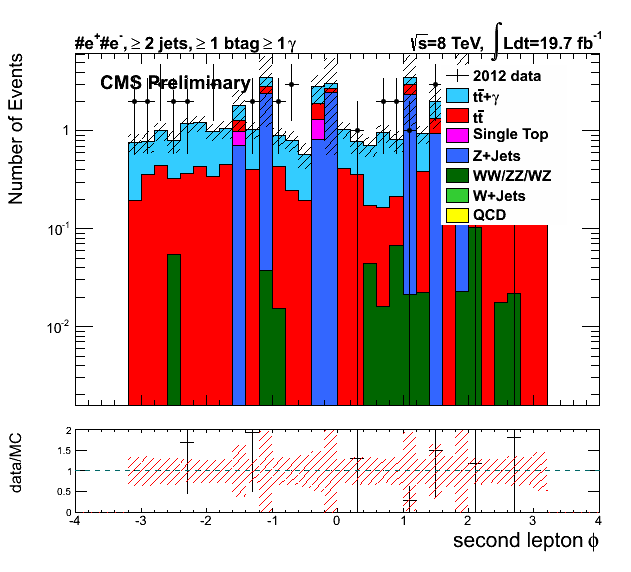 #e⁺#e⁻, ≥ 2 jets, ≥ 1 btag ≥ 1 γ √s=8 TeV, ∫ Ldt=19.7 fb⁻¹
CMS Preliminary
2012 data
tt̄+γ
tt̄
Single Top
Z+Jets
WW/ZZ/WZ
W+Jets
QCD
Number of Events
1
10⁻¹
10⁻²
data/MC
2
1.5
1
0.5
0
-4 -3 -2 -1 0 1 2 3 4
second lepton ϕ